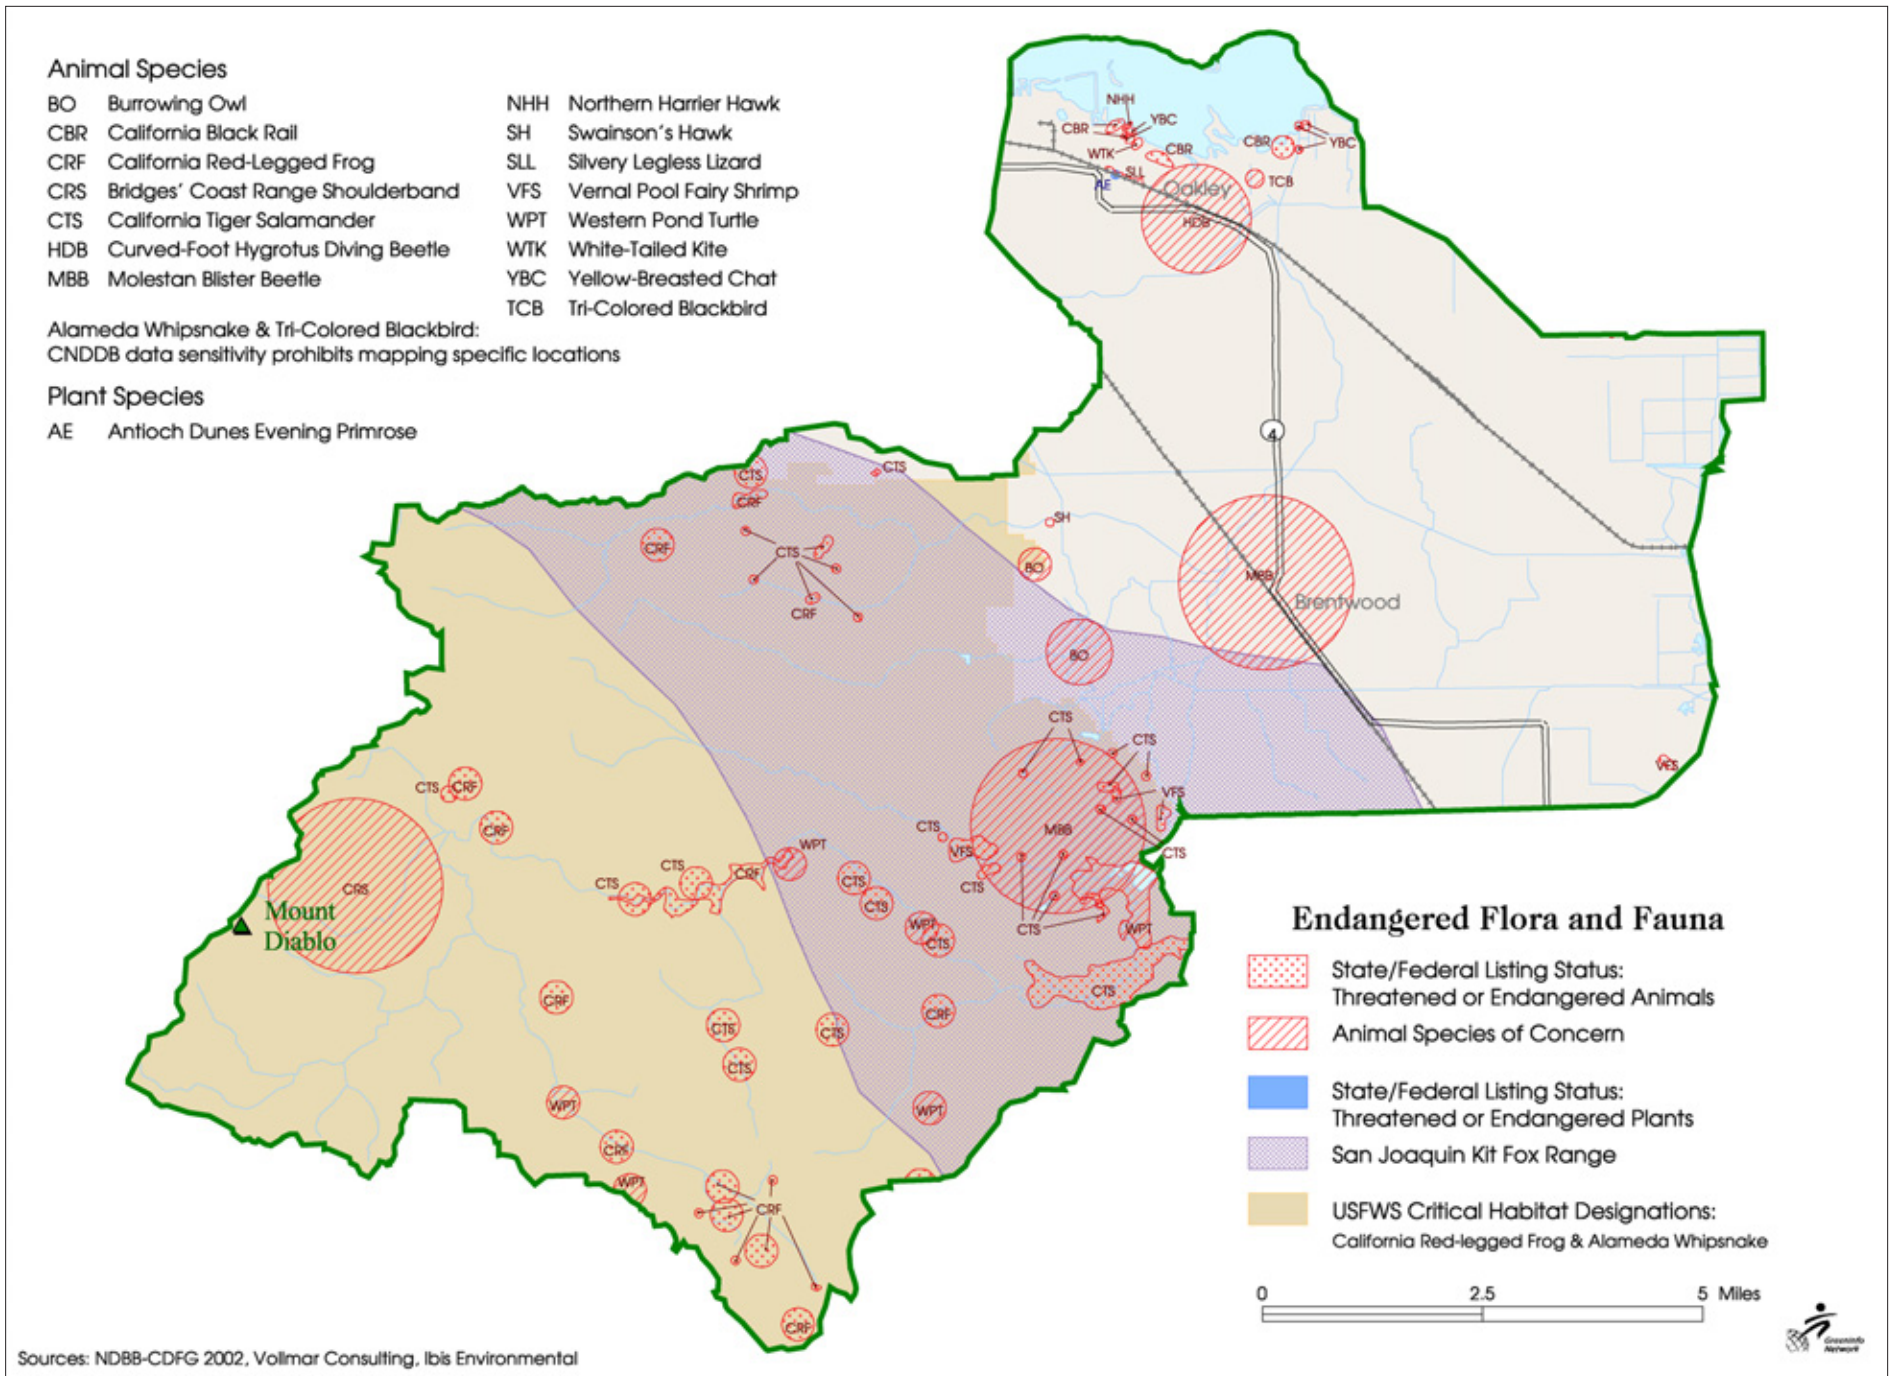 Animal Species
BO Burrowing Owl
CBR California Black Rail
CRF California Red-Legged Frog
CRS Bridges' Coast Range Shoulderband
CTS California Tiger Salamander
HDB Curved-Foot Hygrotus Diving Beetle
MBB Molestan Blister Beetle
NHH Northern Harrier Hawk
SH Swainson's Hawk
SLL Silvery Legless Lizard
VFS Vernal Pool Fairy Shrimp
WPT Western Pond Turtle
WTK White-Tailed Kite
YBC Yellow-Breasted Chat
TCB Tri-Colored Blackbird
Alameda Whipsnake & Tri-Colored Blackbird:
CNDDB data sensitivity prohibits mapping specific locations
Plant Species
AE Antioch Dunes Evening Primrose
NHH
CBR
YBC
WTK
CBR
CBR
YBC
SLL
AE
TCB
Oakley
HDB
4
CTS
CTS
CRF
SH
CRF
CTS
BO
MBB
Brentwood
CRF
BO
CTS
CTS
VFS
CTS
CRF
VFS
CTS
CRF
MBB
WPT
VFS
CTS
CTS
CTS
CRF
CTS
CTS
CTS
CRS
CTS
Mount
Diablo
WPT
CTS
CTS
WPT
CTS
CRF
CRF
CTS
CTS
CTS
WPT
WPT
CRF
WPT
CRF
CRF
Endangered Flora and Fauna
State/Federal Listing Status:
Threatened or Endangered Animals
Animal Species of Concern
State/Federal Listing Status:
Threatened or Endangered Plants
San Joaquin Kit Fox Range
USFWS Critical Habitat Designations:
California Red-legged Frog & Alameda Whipsnake
0 2.5 5 Miles
GreenInfo
Network
Sources: NDBB-CDFG 2002, Vollmar Consulting, Ibis Environmental